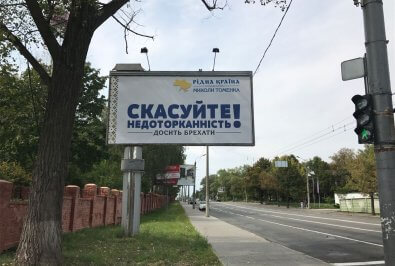 РІДНА КРАЇНА
МИКОЛИ ТОМЕНКА
СКАСУЙТЕ!
НЕДОТОРКАННІСТЬ!
ДОСИТЬ БРЕХАТИ